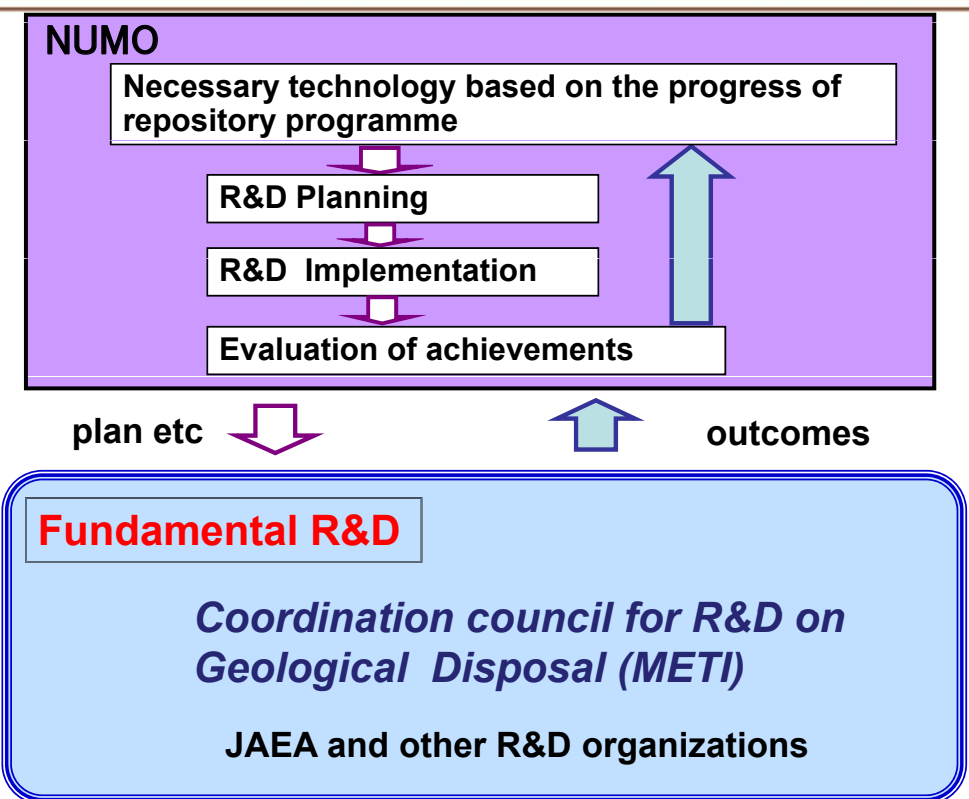 NUMO
Necessary technology based on the progress of
repository programme
R&D Planning
R&D Implementation
Evaluation of achievements
plan etc
outcomes
Fundamental R&D
Coordination council for R&D on
Geological Disposal (METI)
JAEA and other R&D organizations